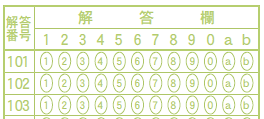 解答番号 解答欄
1 2 3 4 5 6 7 8 9 0 a b
101 ① ② ③ ④ ⑤ ⑥ ⑦ ⑧ ⑨ ⓪ ⓐ ⓑ
102 ① ② ③ ④ ⑤ ⑥ ⑦ ⑧ ⑨ ⓪ ⓐ ⓑ
103 ① ② ③ ④ ⑤ ⑥ ⑦ ⑧ ⑨ ⓪ ⓐ ⓑ